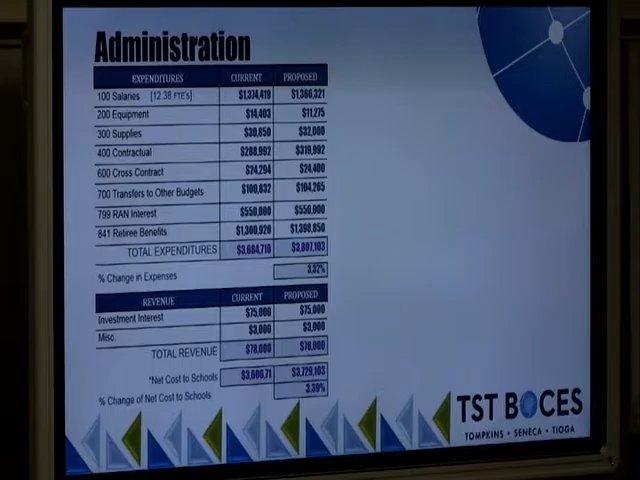 Administration
EXPENDITURES CURRENT PROPOSED
100 Salaries [12.38 FTE's] $1,374,419 $1,366,321
200 Equipment $14,403 $11,275
300 Supplies $30,850 $32,000
400 Contractual $288,992 $319,992
600 Cross Contract $24,294 $24,400
700 Transfers to Other Budgets $100,832 $104,265
799 RAN Interest $550,000 $550,000
841 Retiree Benefits $1,300,920 $1,398,850
TOTAL EXPENDITURES $3,684,710 $3,807,103
% Change in Expenses 3.32%
REVENUE CURRENT PROPOSED
Investment Interest $75,000 $75,000
Misc. $3,000 $3,000
TOTAL REVENUE $78,000 $78,000
*Net Cost to Schools $3,606,71 $3,729,103
% Change of Net Cost to Schools 3.39%
TST BOCES
TOMPKINS • SENECA • TIOGA